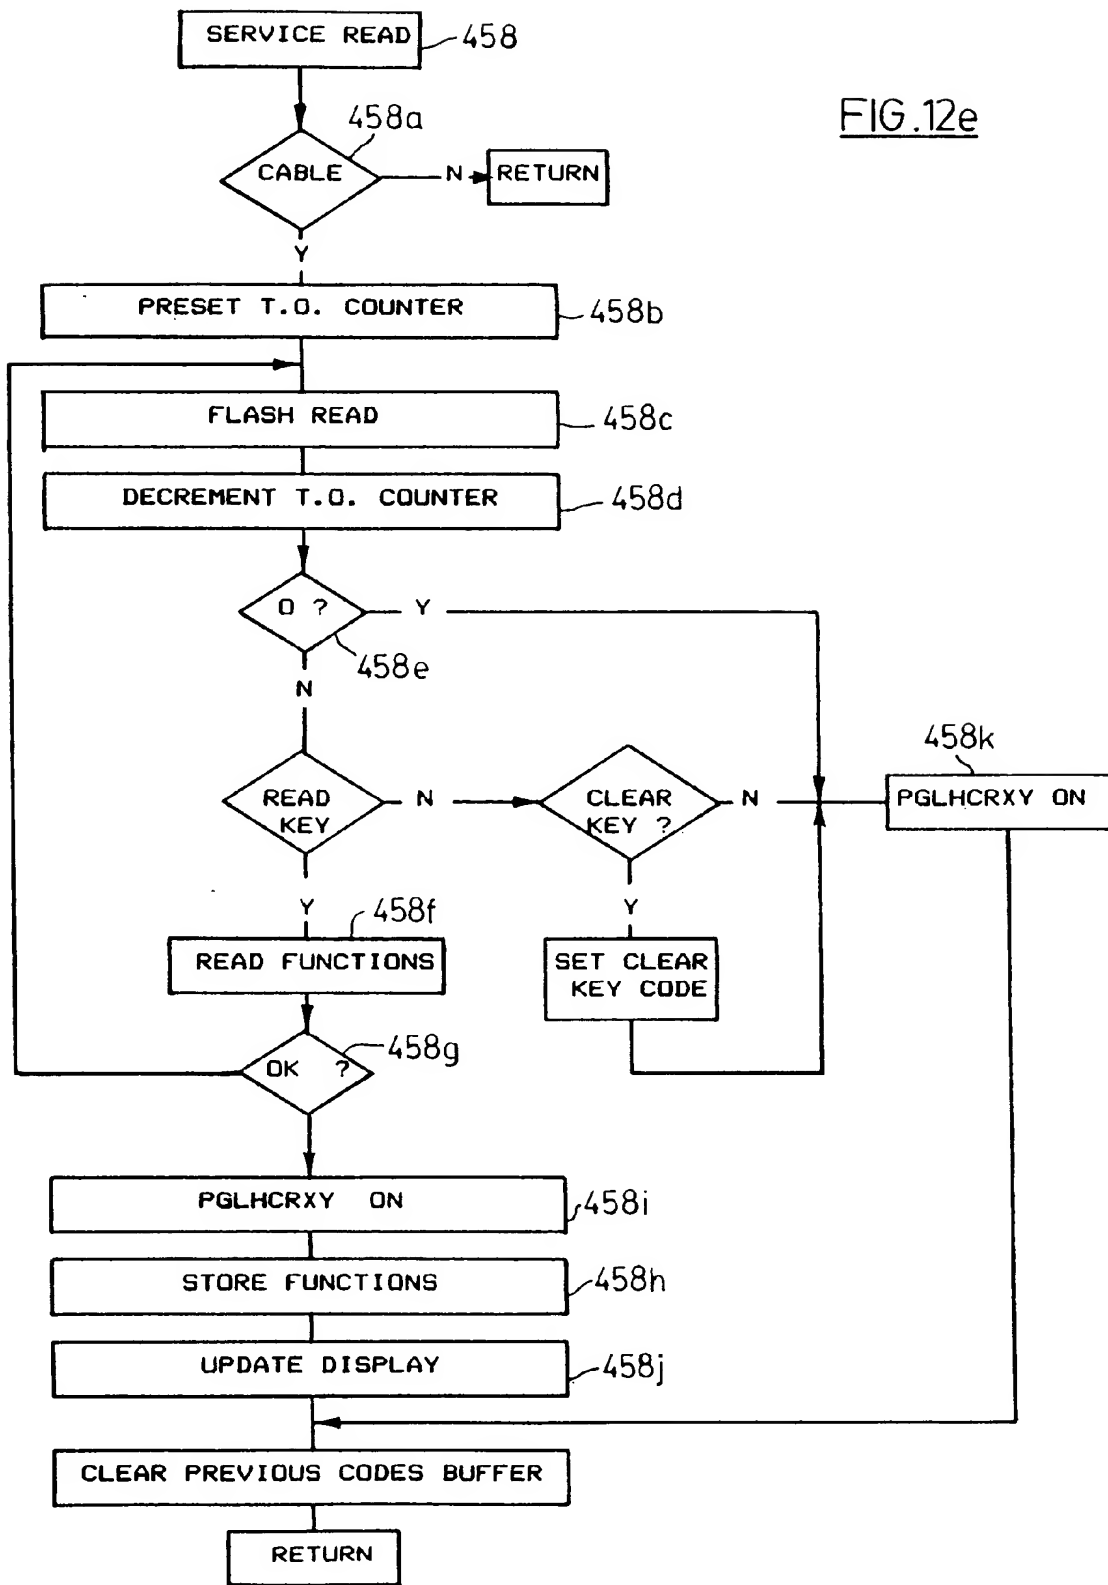 SERVICE READ
458
FIG.12e
458a
CABLE
N
RETURN
Y
PRESET T.O. COUNTER
458b
FLASH READ
458c
DECREMENT T.O. COUNTER
458d
0 ?
Y
458e
N
458k
READ
KEY
N
CLEAR
KEY ?
N
PGLHCRXY ON
Y
458f
Y
READ FUNCTIONS
SET CLEAR
KEY CODE
458g
OK ?
PGLHCRXY ON
458i
STORE FUNCTIONS
458h
UPDATE DISPLAY
458j
CLEAR PREVIOUS CODES BUFFER
RETURN